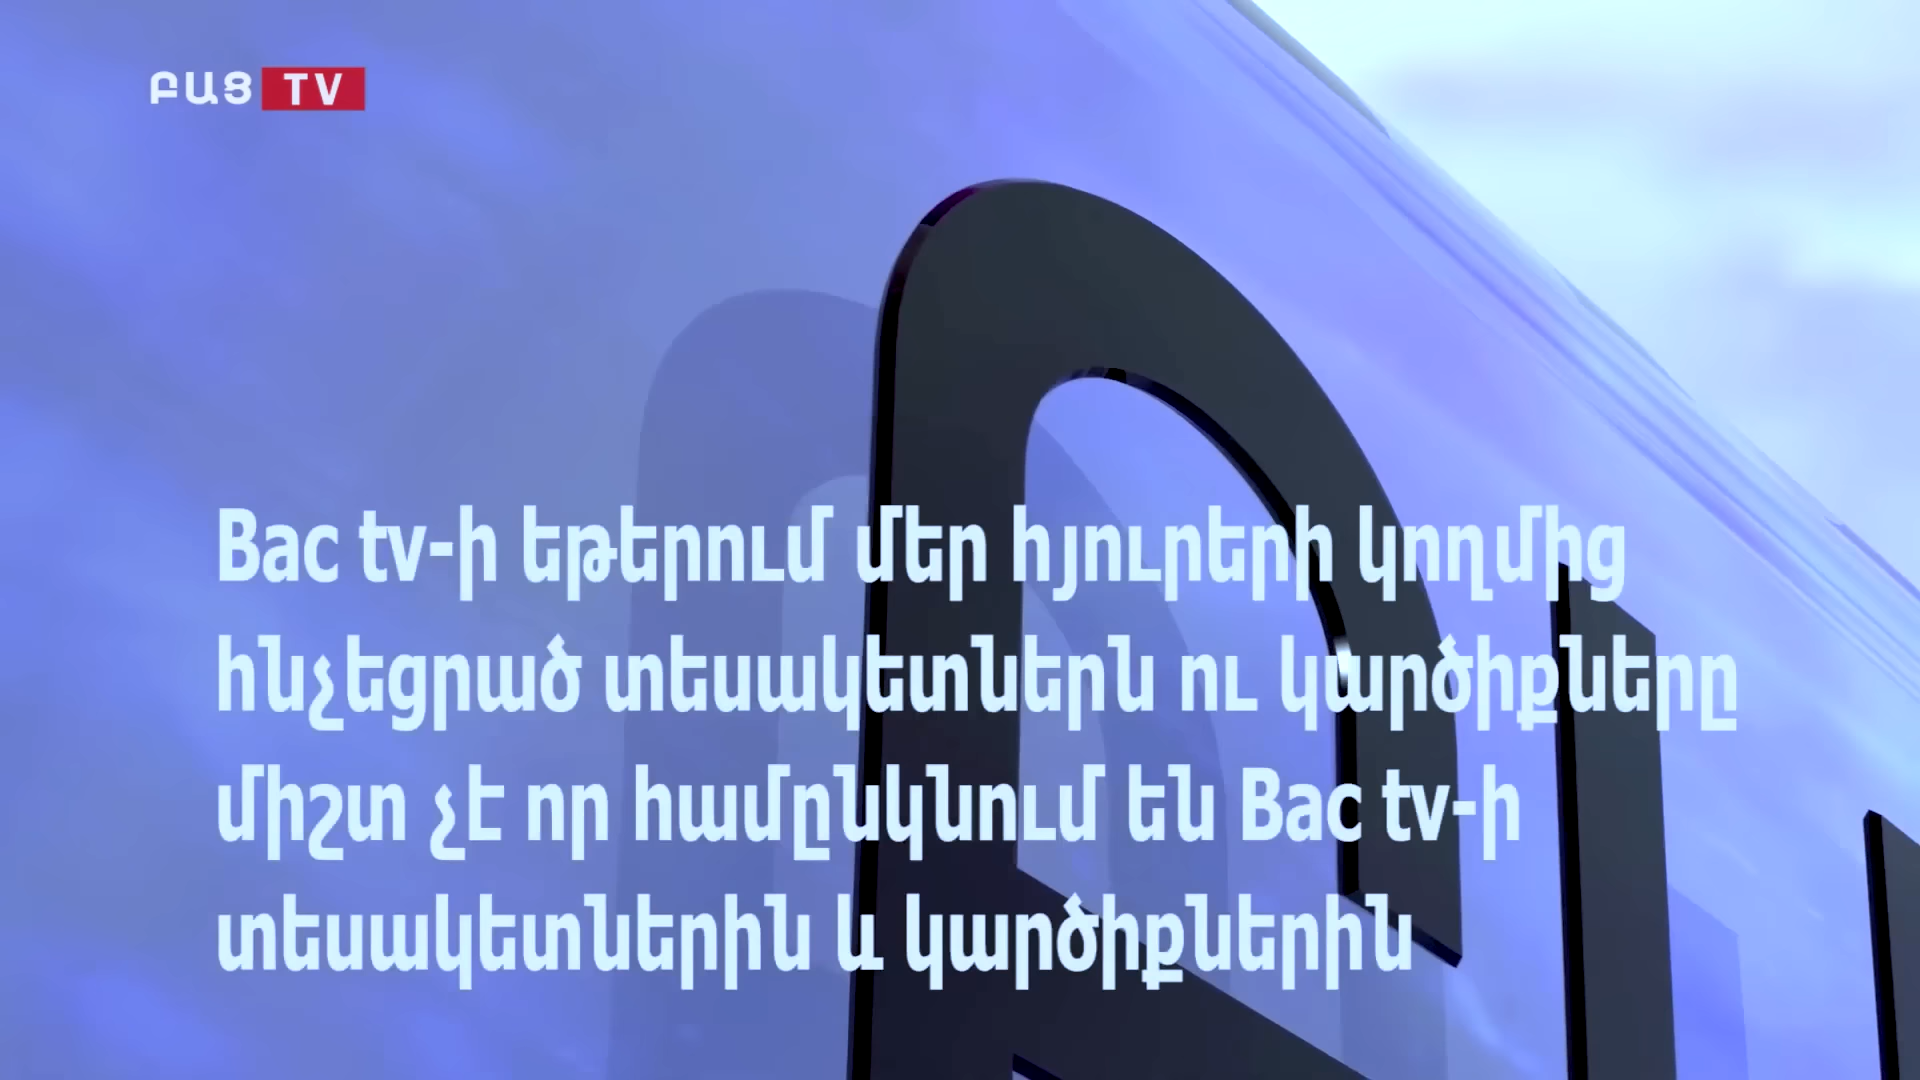 ԲԱՑ TV
Bac tv-ի եթերում մեր հյուրերի կողմից
հնչեցրած տեսակետներն ու կարծիքները
միշտ չէ որ համընկնում են Bac tv-ի
տեսակետներին և կարծիքներին